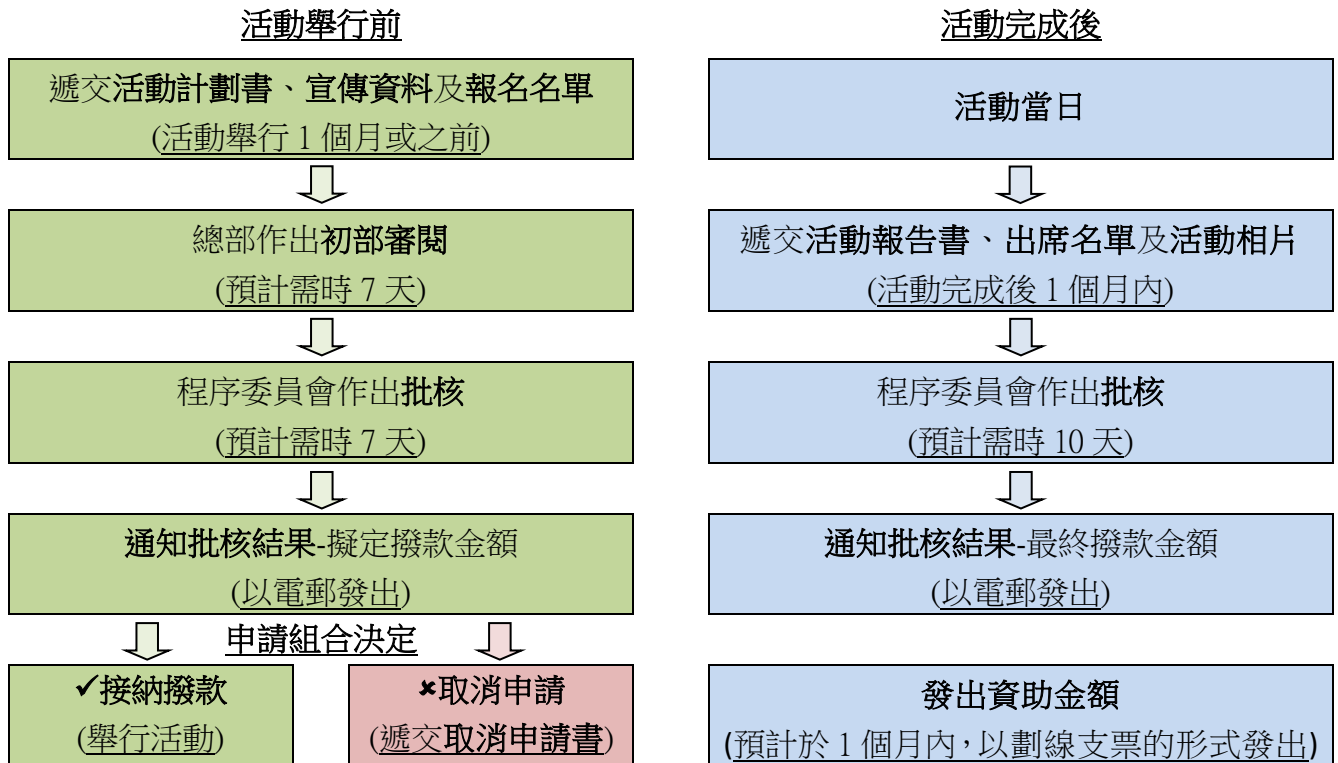 活動舉行前
遞交活動計劃書、宣傳資料及報名名單
(活動舉行 1 個月或之前)
總部作出初部審閱
(預計需時 7 天)
程序委員會作出批核
(預計需時 7 天)
通知批核結果-擬定撥款金額
(以電郵發出)
申請組合決定
✓接納撥款
(舉行活動)
✖取消申請
(遞交取消申請書)
活動完成後
活動當日
遞交活動報告書、出席名單及活動相片
(活動完成後 1 個月內)
程序委員會作出批核
(預計需時 10 天)
通知批核結果-最終撥款金額
(以電郵發出)
發出資助金額
(預計於 1 個月內，以劃線支票的形式發出)